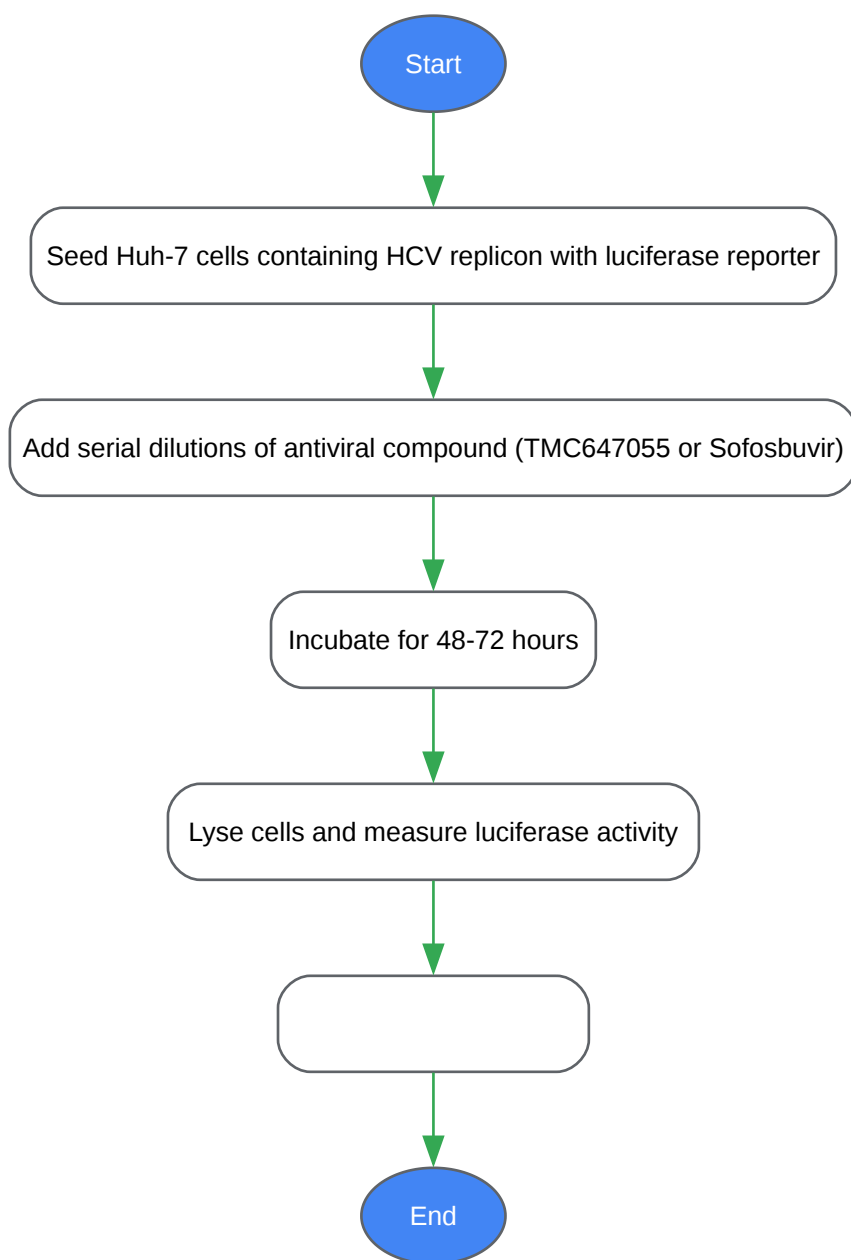 Start
Seed Huh-7 cells containing HCV replicon with luciferase reporter
Add serial dilutions of antiviral compound (TMC647055 or Sofosbuvir)
Incubate for 48-72 hours
Lyse cells and measure luciferase activity
End